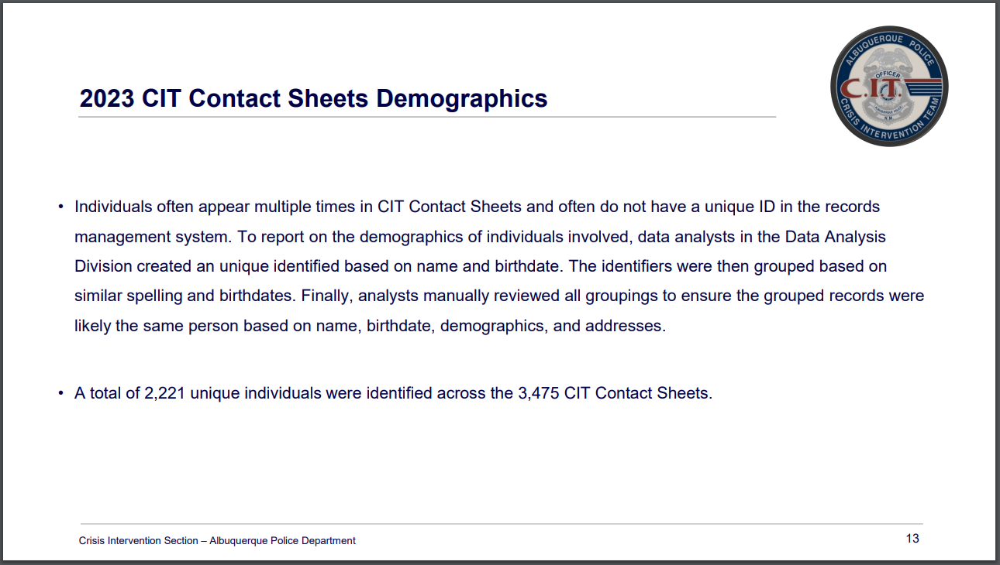 ALBUQUERQUE POLICE
OFFICER
C.I.T.
N.M.
CRISIS INTERVENTION TEAM
2023 CIT Contact Sheets Demographics
• Individuals often appear multiple times in CIT Contact Sheets and often do not have a unique ID in the records
management system. To report on the demographics of individuals involved, data analysts in the Data Analysis
Division created an unique identified based on name and birthdate. The identifiers were then grouped based on
similar spelling and birthdates. Finally, analysts manually reviewed all groupings to ensure the grouped records were
likely the same person based on name, birthdate, demographics, and addresses.
• A total of 2,221 unique individuals were identified across the 3,475 CIT Contact Sheets.
Crisis Intervention Section – Albuquerque Police Department
13